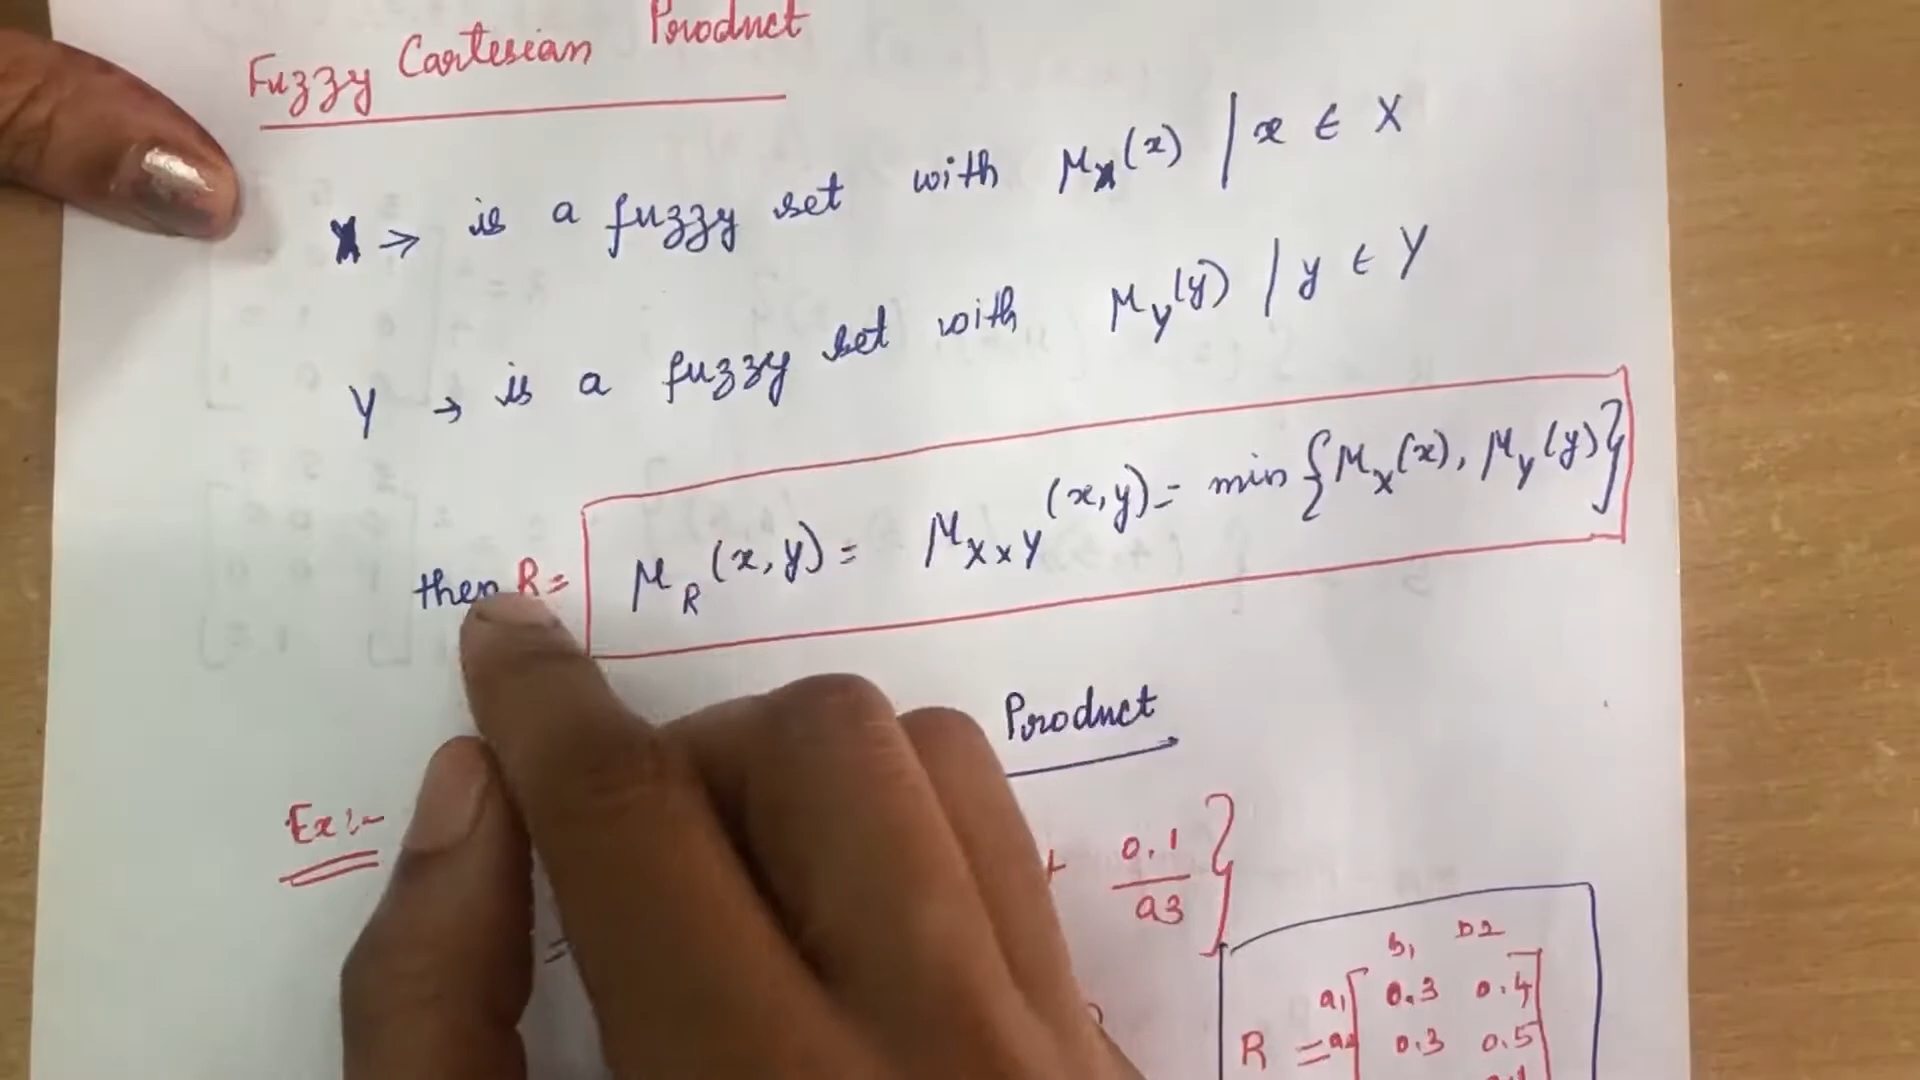 Fuzzy Cartesian Product
X → is a fuzzy set with μX(x) / x ∈ X
Y → is a fuzzy set with μY(y) / y ∈ Y
then R = μR(x,y) = μX×Y(x,y) = min {μX(x), μY(y)}
Product
Ex:-
+ 0.1/a3 }
b1 b2
a1 0.3 0.4
R = a2 0.3 0.5